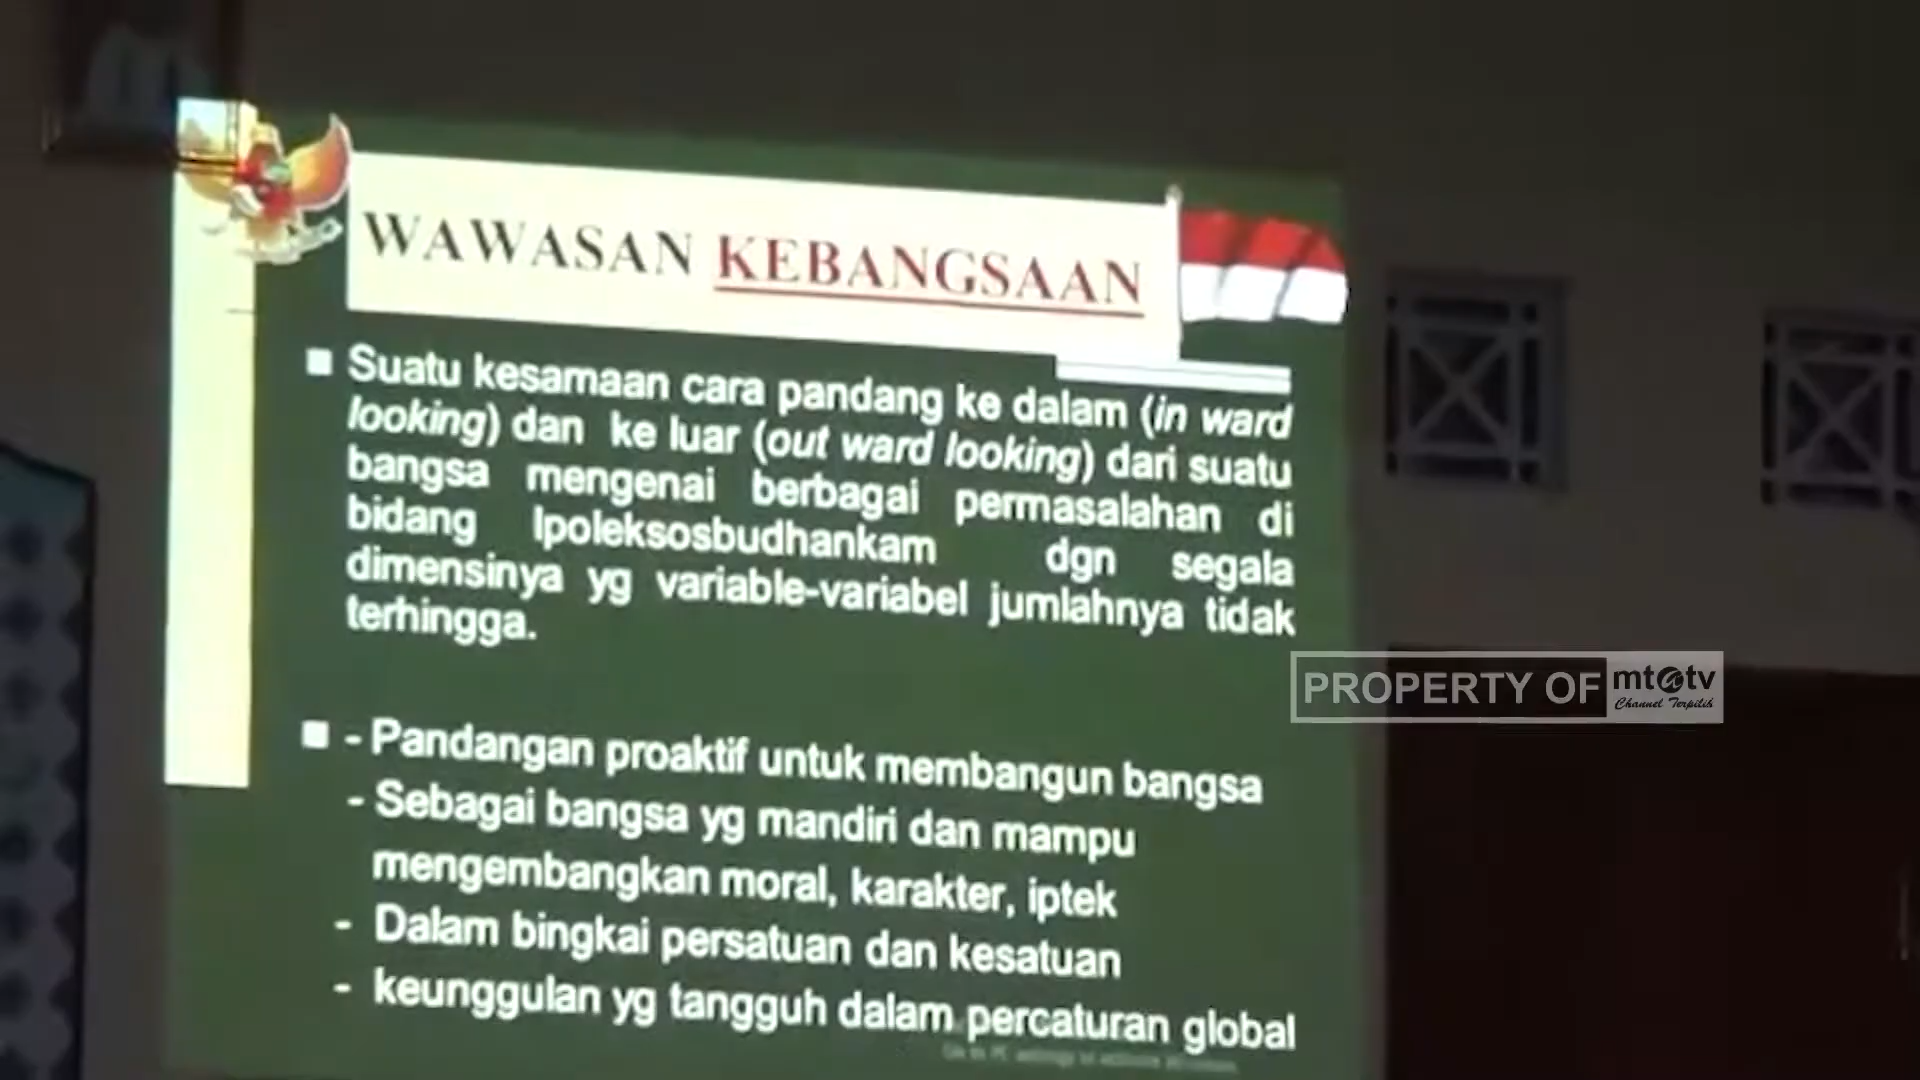 WAWASAN KEBANGSAAN
Suatu kesamaan cara pandang ke dalam (in ward
looking) dan ke luar (out ward looking) dari suatu
bangsa mengenai berbagai permasalahan di
bidang Ipoleksosbudhankam dgn segala
dimensinya yg variable-variabel jumlahnya tidak
terhingga.
PROPERTY OF mtatv
Channel Terpilih
- Pandangan proaktif untuk membangun bangsa
- Sebagai bangsa yg mandiri dan mampu
mengembangkan moral, karakter, iptek
- Dalam bingkai persatuan dan kesatuan
- keunggulan yg tangguh dalam percaturan global